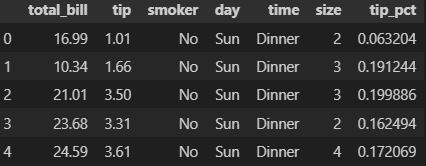 total_bill tip smoker day time size tip_pct
0 16.99 1.01 No Sun Dinner 2 0.063204
1 10.34 1.66 No Sun Dinner 3 0.191244
2 21.01 3.50 No Sun Dinner 3 0.199886
3 23.68 3.31 No Sun Dinner 2 0.162494
4 24.59 3.61 No Sun Dinner 4 0.172069